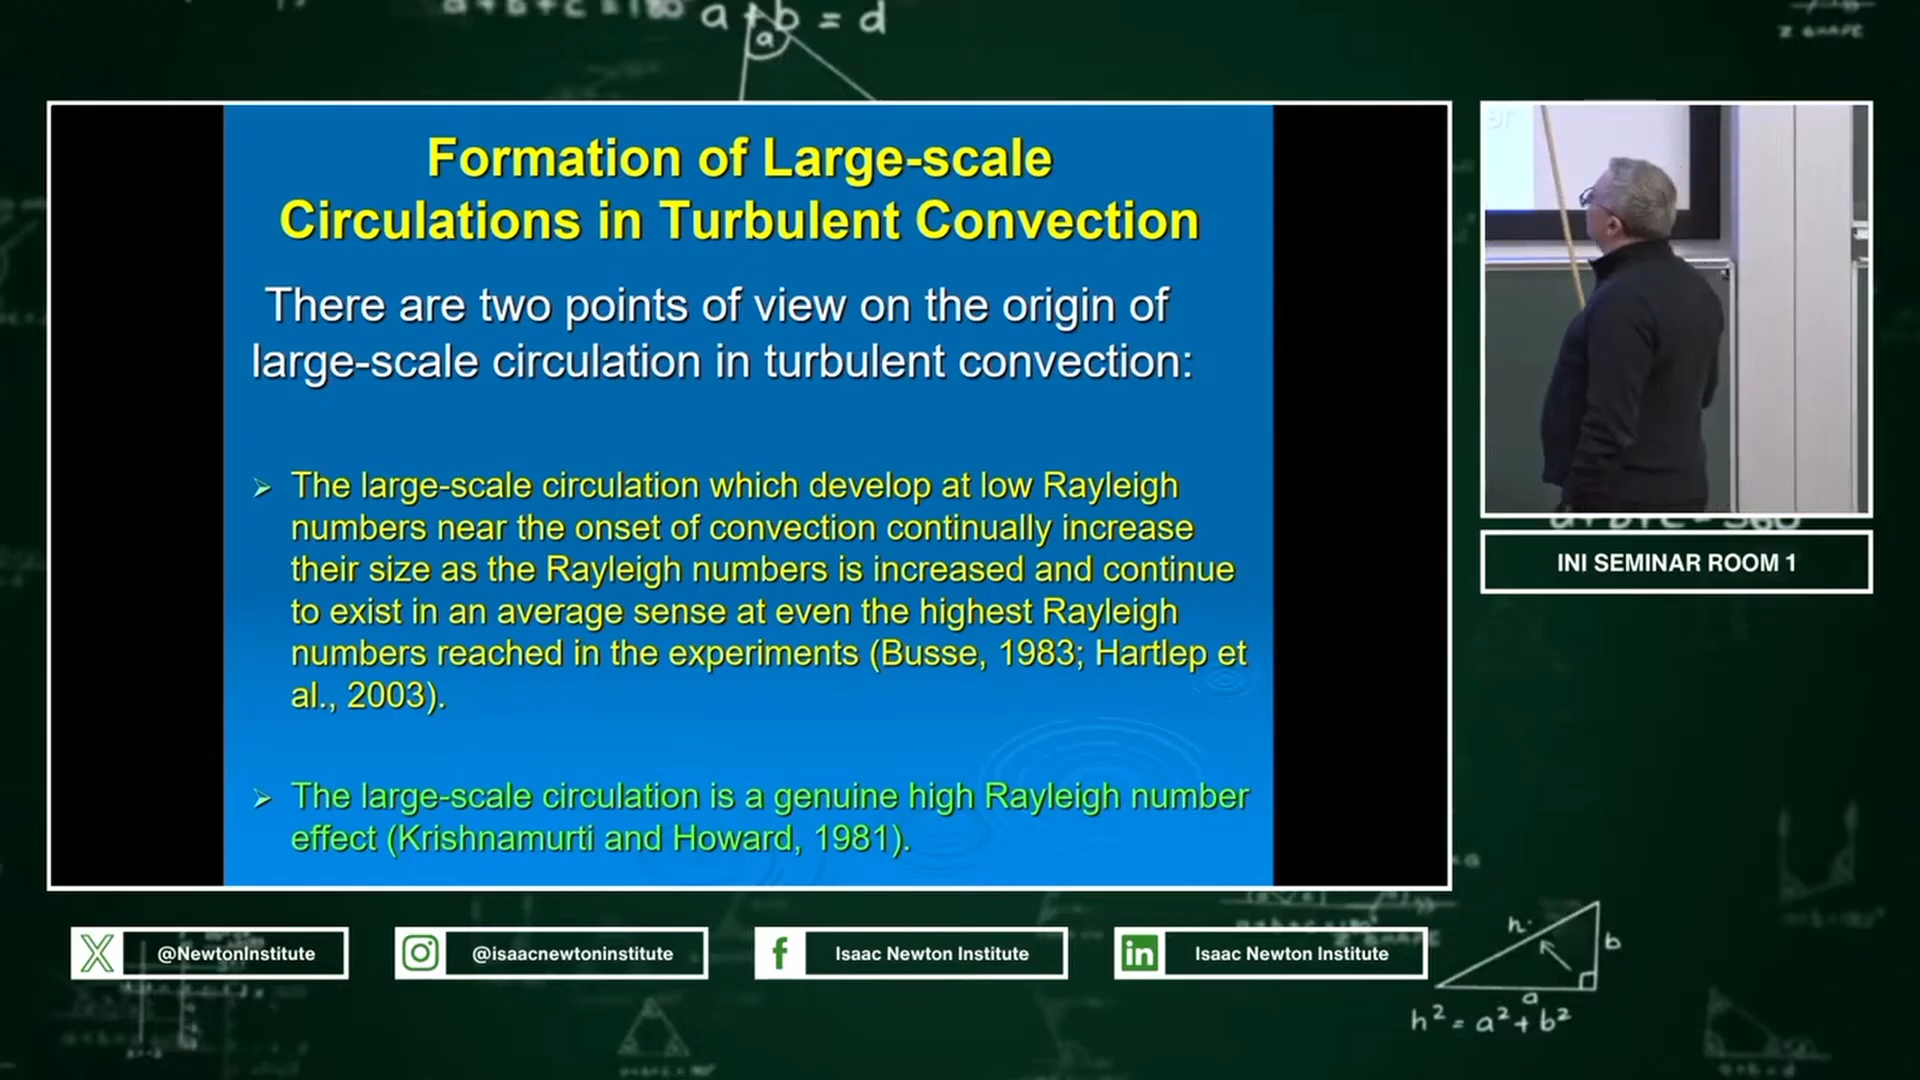 a + b = d
a
Formation of Large-scale
Circulations in Turbulent Convection
There are two points of view on the origin of
large-scale circulation in turbulent convection:
➢ The large-scale circulation which develop at low Rayleigh
numbers near the onset of convection continually increase
their size as the Rayleigh numbers is increased and continue
to exist in an average sense at even the highest Rayleigh
numbers reached in the experiments (Busse, 1983; Hartlep et
al., 2003).
➢ The large-scale circulation is a genuine high Rayleigh number
effect (Krishnamurti and Howard, 1981).
INI SEMINAR ROOM 1
@NewtonInstitute
@isaacnewtoninstitute
Isaac Newton Institute
in
Isaac Newton Institute
h
b
a
h² = a² + b²